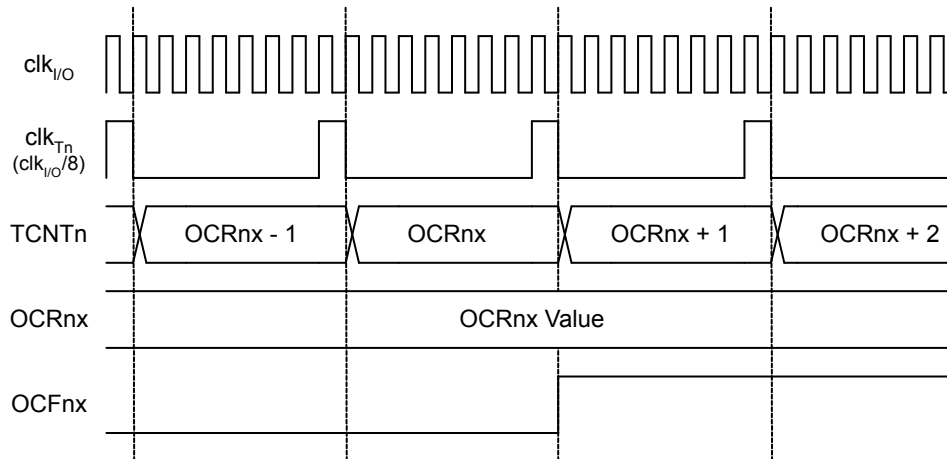 clkI/O
clkTn
(clkI/O/8)
TCNTn
OCRnx - 1
OCRnx
OCRnx + 1
OCRnx + 2
OCRnx
OCRnx Value
OCFnx